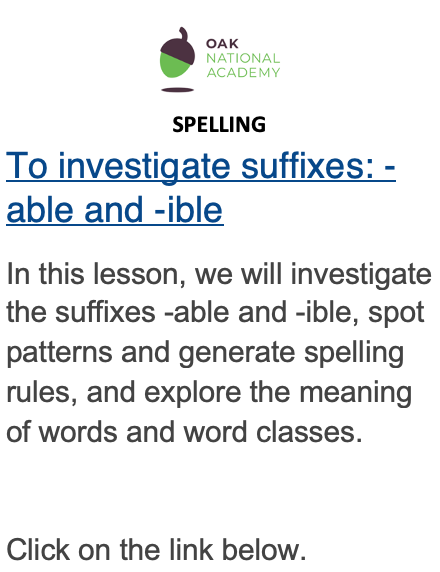 OAK
NATIONAL
ACADEMY
SPELLING
To investigate suffixes: -
able and -ible
In this lesson, we will investigate
the suffixes -able and -ible, spot
patterns and generate spelling
rules, and explore the meaning
of words and word classes.
Click on the link below.